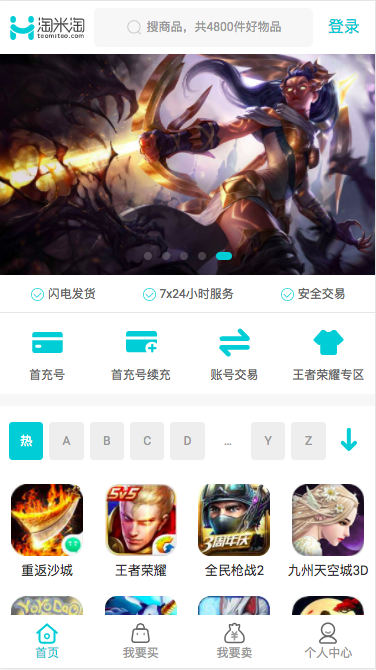 淘米淘
taomitao.com
搜商品，共4800件好物品
登录
闪电发货
7x24小时服务
安全交易
首充号
首充号续充
账号交易
王者荣耀专区
热
A
B
C
D
...
Y
Z
5v5
3周年庆
重返沙城
王者荣耀
全民枪战2
九州天空城3D
首页
我要买
我要卖
个人中心